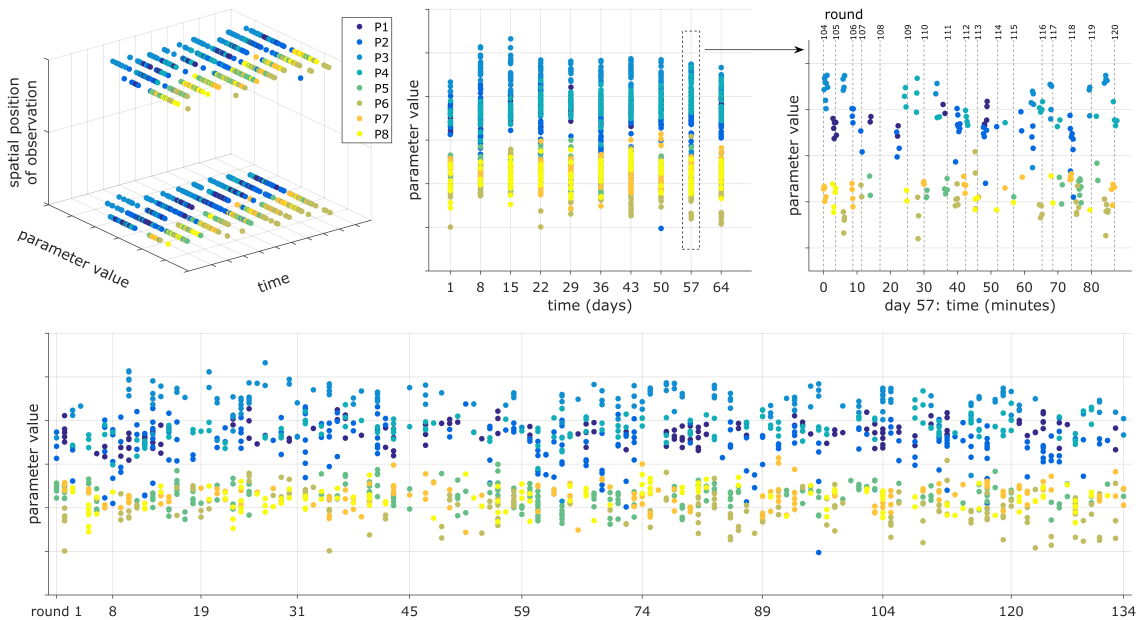 spatial position
of observation
parameter value
time
P1
P2
P3
P4
P5
P6
P7
P8
parameter value
1 8 15 22 29 36 43 50 57 64
time (days)
round
104 105 106 107 108 109 110 111 112 113 114 115 116 117 118 119 120
parameter value
0 10 20 30 40 50 60 70 80
day 57: time (minutes)
parameter value
round 1 8 19 31 45 59 74 89 104 120 134